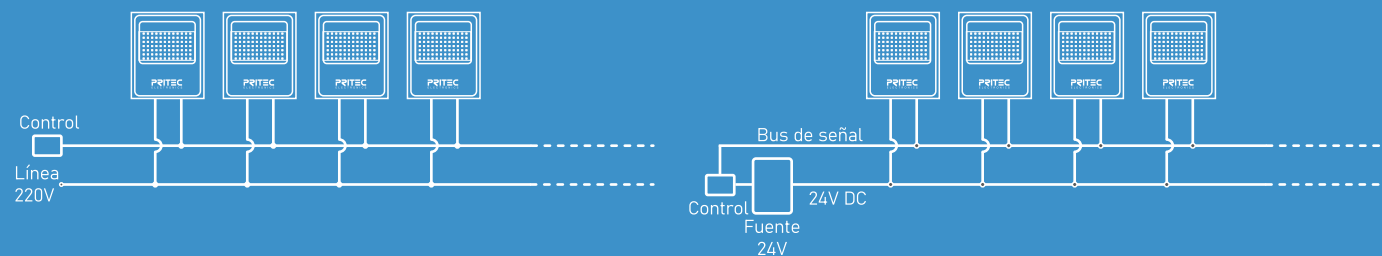 PRITEC PRITEC PRITEC PRITEC
Control
Línea
220V
PRITEC PRITEC PRITEC PRITEC
Bus de señal
Control
24V DC
Fuente
24V